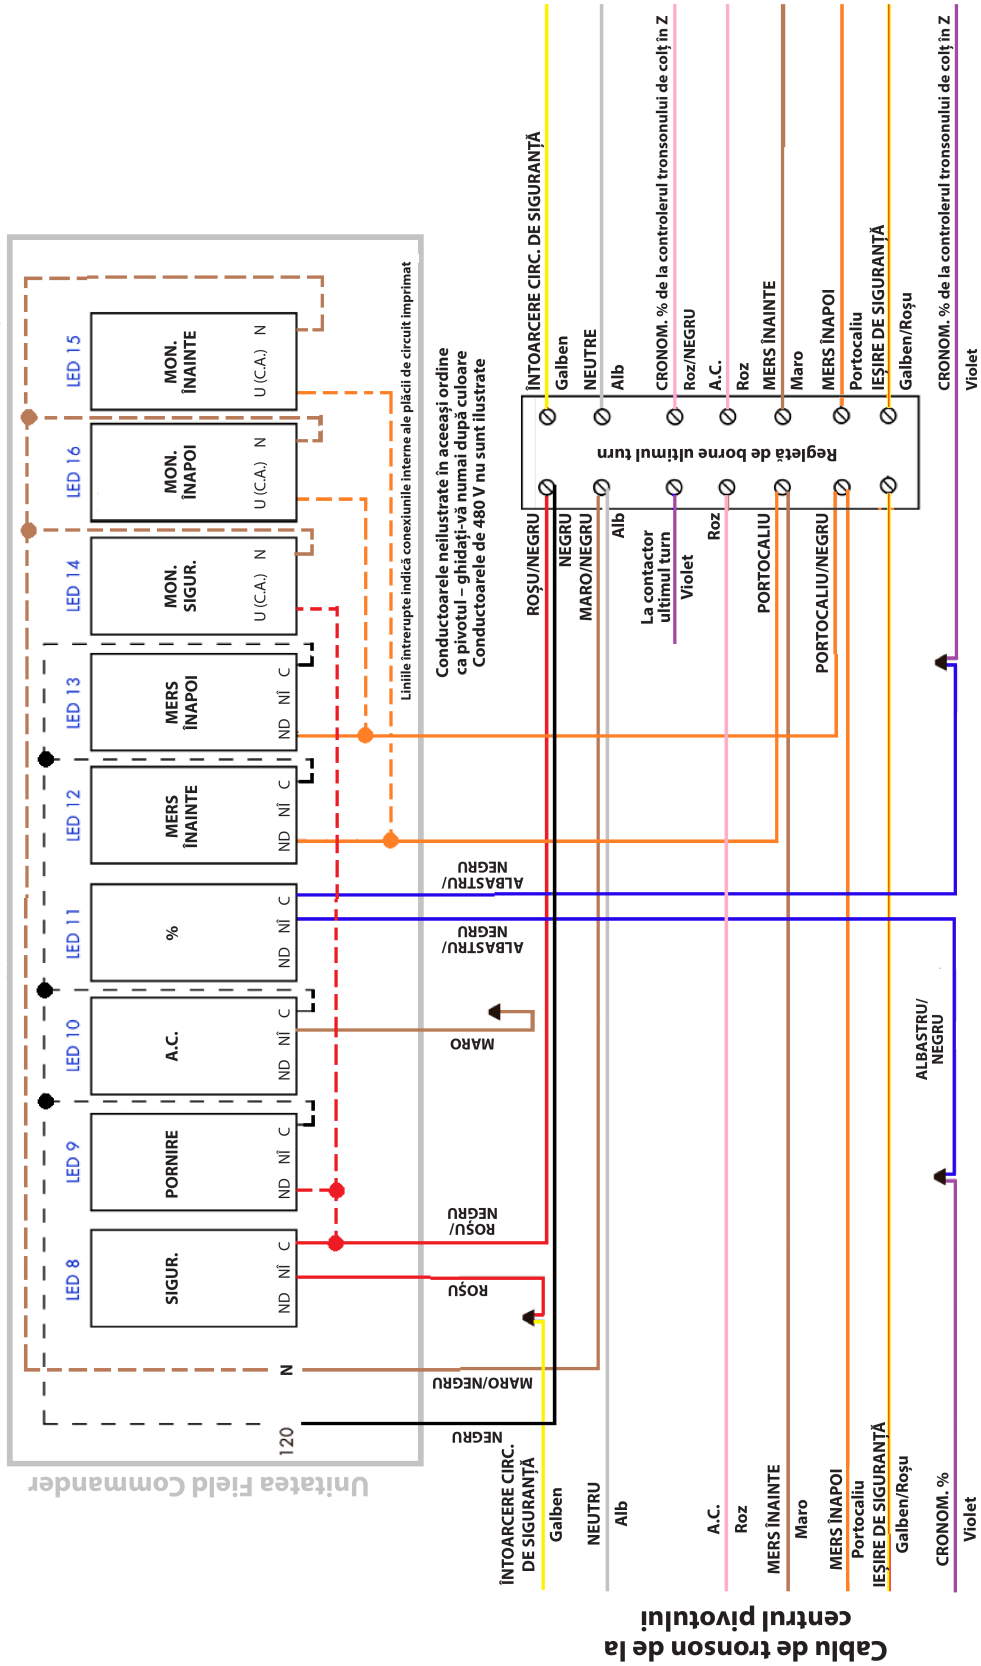 Unitatea Field Commander
120
N
LED 8
SIGUR.
ND NÎ C
LED 9
PORNIRE
ND NÎ C
LED 10
A.C.
ND NÎ C
LED 11
%
ND NÎ C
LED 12
MERS
ÎNAINTE
ND NÎ C
LED 13
MERS
ÎNAPOI
ND NÎ C
LED 14
MON.
SIGUR.
U (C.A.) N
LED 16
MON.
ÎNAPOI
U (C.A.) N
LED 15
MON.
ÎNAINTE
U (C.A.) N
Liniile întrerupte indică conexiunile interne ale plăcii de circuit imprimat
Conductoarele neilustrate în aceeași ordine
ca pivotul – ghidați-vă numai după culoare
Conductoarele de 480 V nu sunt ilustrate
NEGRU
MARO/NEGRU
ROȘU
ROȘU/
NEGRU
MARO
ALBASTRU/
NEGRU
ALBASTRU/
NEGRU
ALBASTRU/
NEGRU
ROȘU/NEGRU
NEGRU
MARO/NEGRU
Alb
La contactor
ultimul turn
Violet
Roz
PORTOCALIU
PORTOCALIU/NEGRU
Regletă de borne ultimul turn
ÎNTOARCERE CIRC. DE SIGURANȚĂ
Galben
NEUTRE
Alb
CRONOM. % de la controlerul tronsonului de colț în Z
Roz/NEGRU
A.C.
Roz
MERS ÎNAINTE
Maro
MERS ÎNAPOI
Portocaliu
IEȘIRE DE SIGURANȚĂ
Galben/Roșu
CRONOM. % de la controlerul tronsonului de colț în Z
Violet
ÎNTOARCERE CIRC.
DE SIGURANȚĂ
Galben
NEUTRU
Alb
A.C.
Roz
MERS ÎNAINTE
Maro
MERS ÎNAPOI
Portocaliu
IEȘIRE DE SIGURANȚĂ
Galben/Roșu
CRONOM. %
Violet
Cablu de tronson de la
centrul pivotului